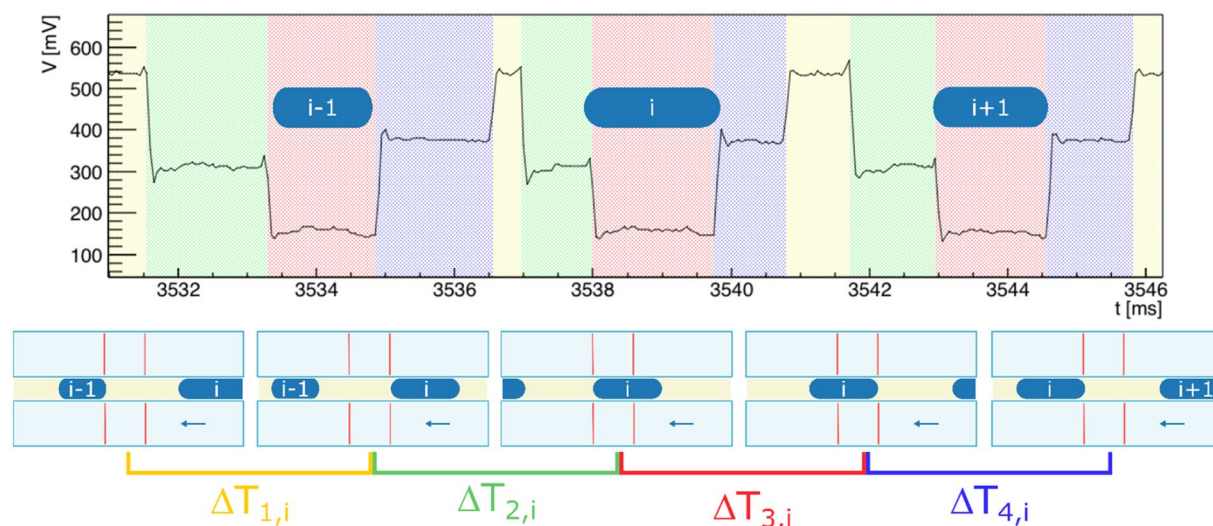 V [mV]
600
500
400
300
200
100
i-1
i
i+1
3532
3534
3536
3538
3540
3542
3544
3546
t [ms]
i-1
i
i-1
i
i
i
i
i+1
ΔT1,i
ΔT2,i
ΔT3,i
ΔT4,i